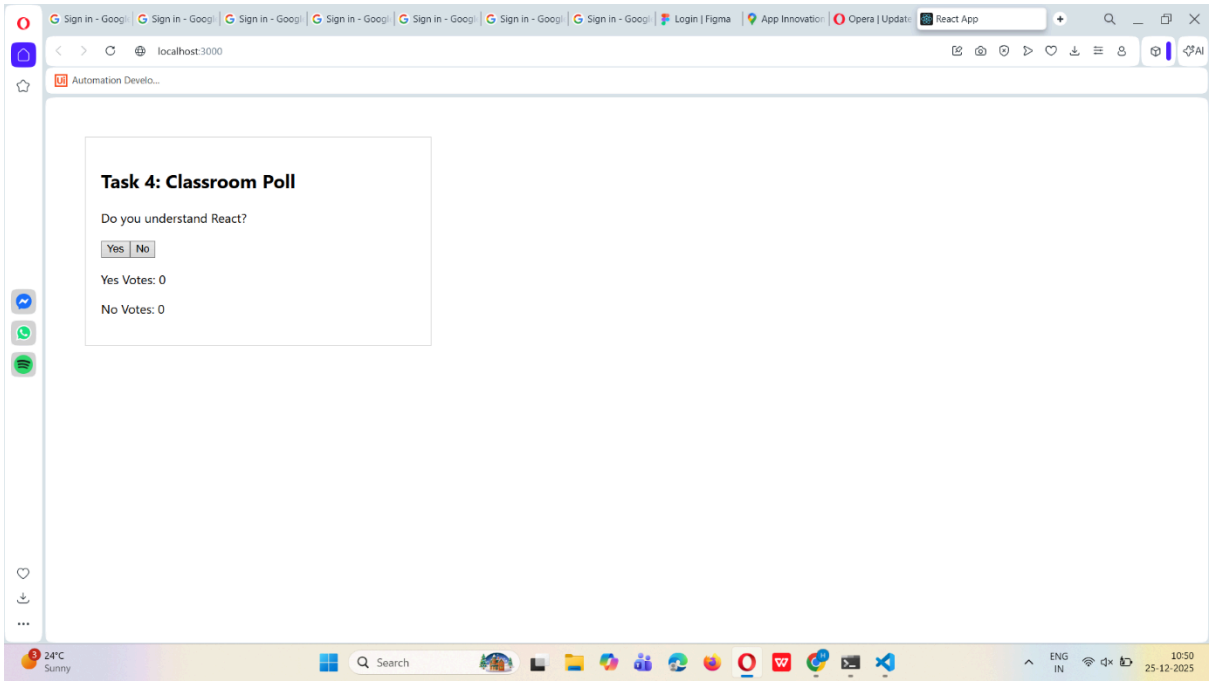 Sign in - Googl Sign in - Googl Sign in - Googl Sign in - Googl Sign in - Googl Sign in - Googl Sign in - Googl Login | Figma App Innovation Opera | Update React App
localhost:3000
AI
Ui Automation Develo...
Task 4: Classroom Poll
Do you understand React?
Yes No
Yes Votes: 0
No Votes: 0
3 24°C
Sunny
Search
ENG
IN
10:50
25-12-2025